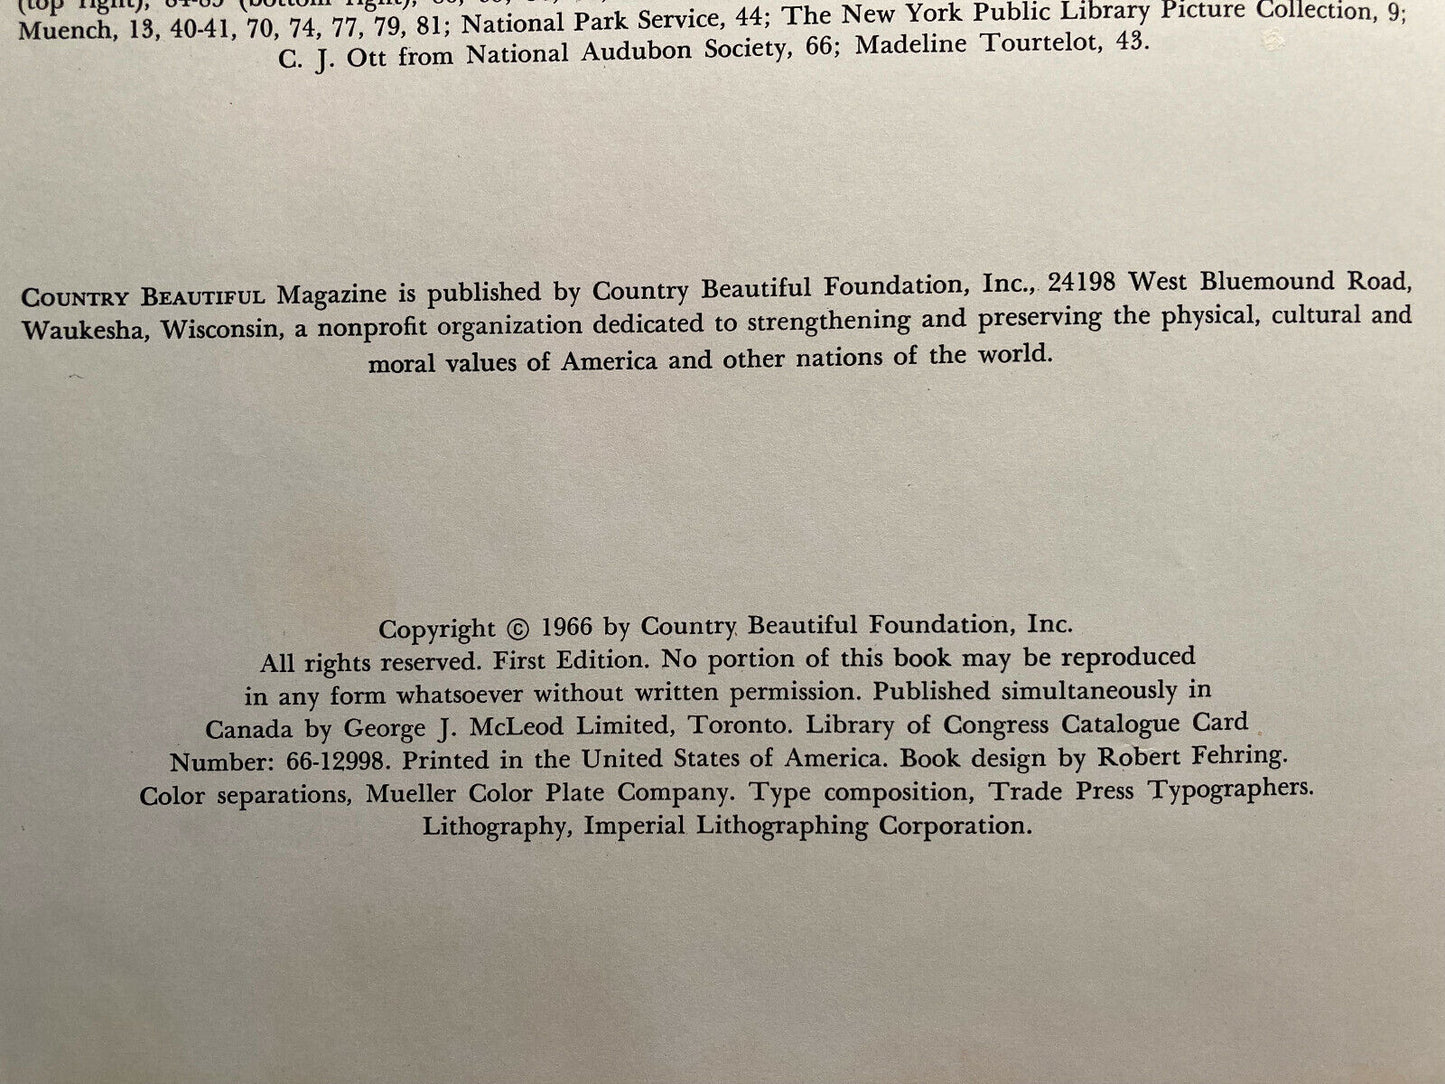 (top right), 84-85 (bottom right),
Muench, 13, 40-41, 70, 74, 77, 79, 81; National Park Service, 44; The New York Public Library Picture Collection, 9;
C. J. Ott from National Audubon Society, 66; Madeline Tourtelot, 43.
COUNTRY BEAUTIFUL Magazine is published by Country Beautiful Foundation, Inc., 24198 West Bluemound Road,
Waukesha, Wisconsin, a nonprofit organization dedicated to strengthening and preserving the physical, cultural and
moral values of America and other nations of the world.
Copyright © 1966 by Country Beautiful Foundation, Inc.
All rights reserved. First Edition. No portion of this book may be reproduced
in any form whatsoever without written permission. Published simultaneously in
Canada by George J. McLeod Limited, Toronto. Library of Congress Catalogue Card
Number: 66-12998. Printed in the United States of America. Book design by Robert Fehring.
Color separations, Mueller Color Plate Company. Type composition, Trade Press Typographers.
Lithography, Imperial Lithographing Corporation.